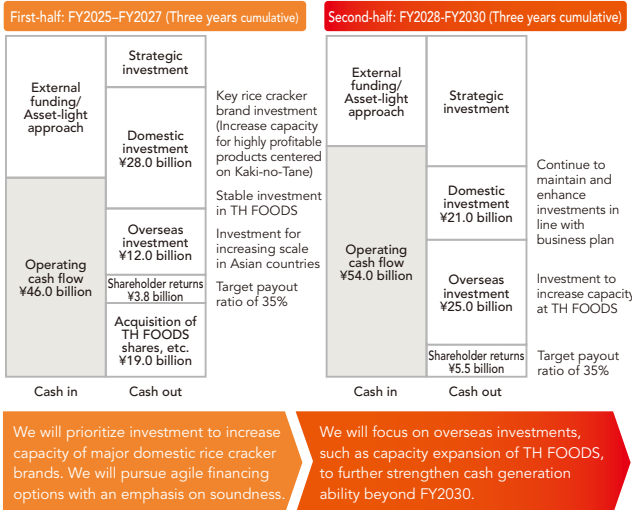 First-half: FY2025–FY2027 (Three years cumulative)
External
funding/
Asset-light
approach
Operating
cash flow
¥46.0 billion
Strategic
investment
Domestic
investment
¥28.0 billion
Overseas
investment
¥12.0 billion
Shareholder returns
¥3.8 billion
Acquisition of
TH FOODS
shares, etc.
¥19.0 billion
Key rice cracker
brand investment
(Increase capacity
for highly profitable
products centered
on Kaki-no-Tane)
Stable investment
in TH FOODS
Investment for
increasing scale
in Asian countries
Target payout
ratio of 35%
Cash in
Cash out
Second-half: FY2028-FY2030 (Three years cumulative)
External
funding/
Asset-light
approach
Operating
cash flow
¥54.0 billion
Strategic
investment
Domestic
investment
¥21.0 billion
Overseas
investment
¥25.0 billion
Shareholder returns
¥5.5 billion
Continue to
maintain and
enhance
investments in
line with
business plan
Investment to
increase capacity
at TH FOODS
Target payout
ratio of 35%
Cash in
Cash out
We will prioritize investment to increase
capacity of major domestic rice cracker
brands. We will pursue agile financing
options with an emphasis on soundness.
We will focus on overseas investments,
such as capacity expansion of TH FOODS,
to further strengthen cash generation
ability beyond FY2030.